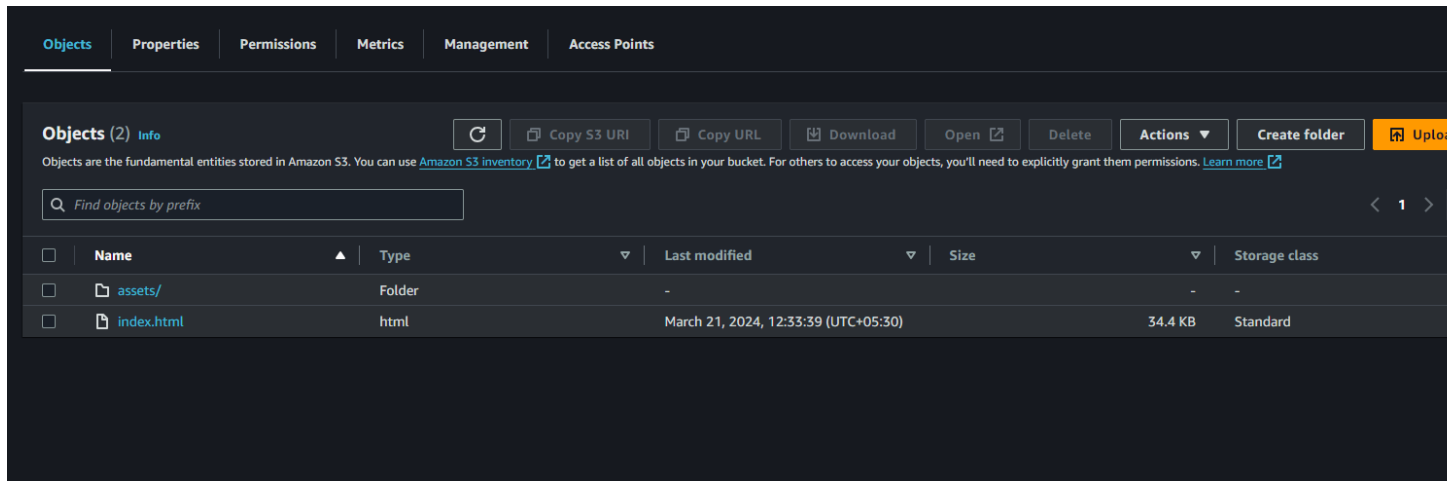 Objects Properties Permissions Metrics Management Access Points
Objects (2) Info Copy S3 URI Copy URL Download Open Delete Actions Create folder
Objects are the fundamental entities stored in Amazon S3. You can use Amazon S3 inventory to get a list of all objects in your bucket. For others to access your objects, you'll need to explicitly grant them permissions. Learn more
Find objects by prefix 1
Name Type Last modified Size Storage class
assets/ Folder - - -
index.html html March 21, 2024, 12:33:39 (UTC+05:30) 34.4 KB Standard